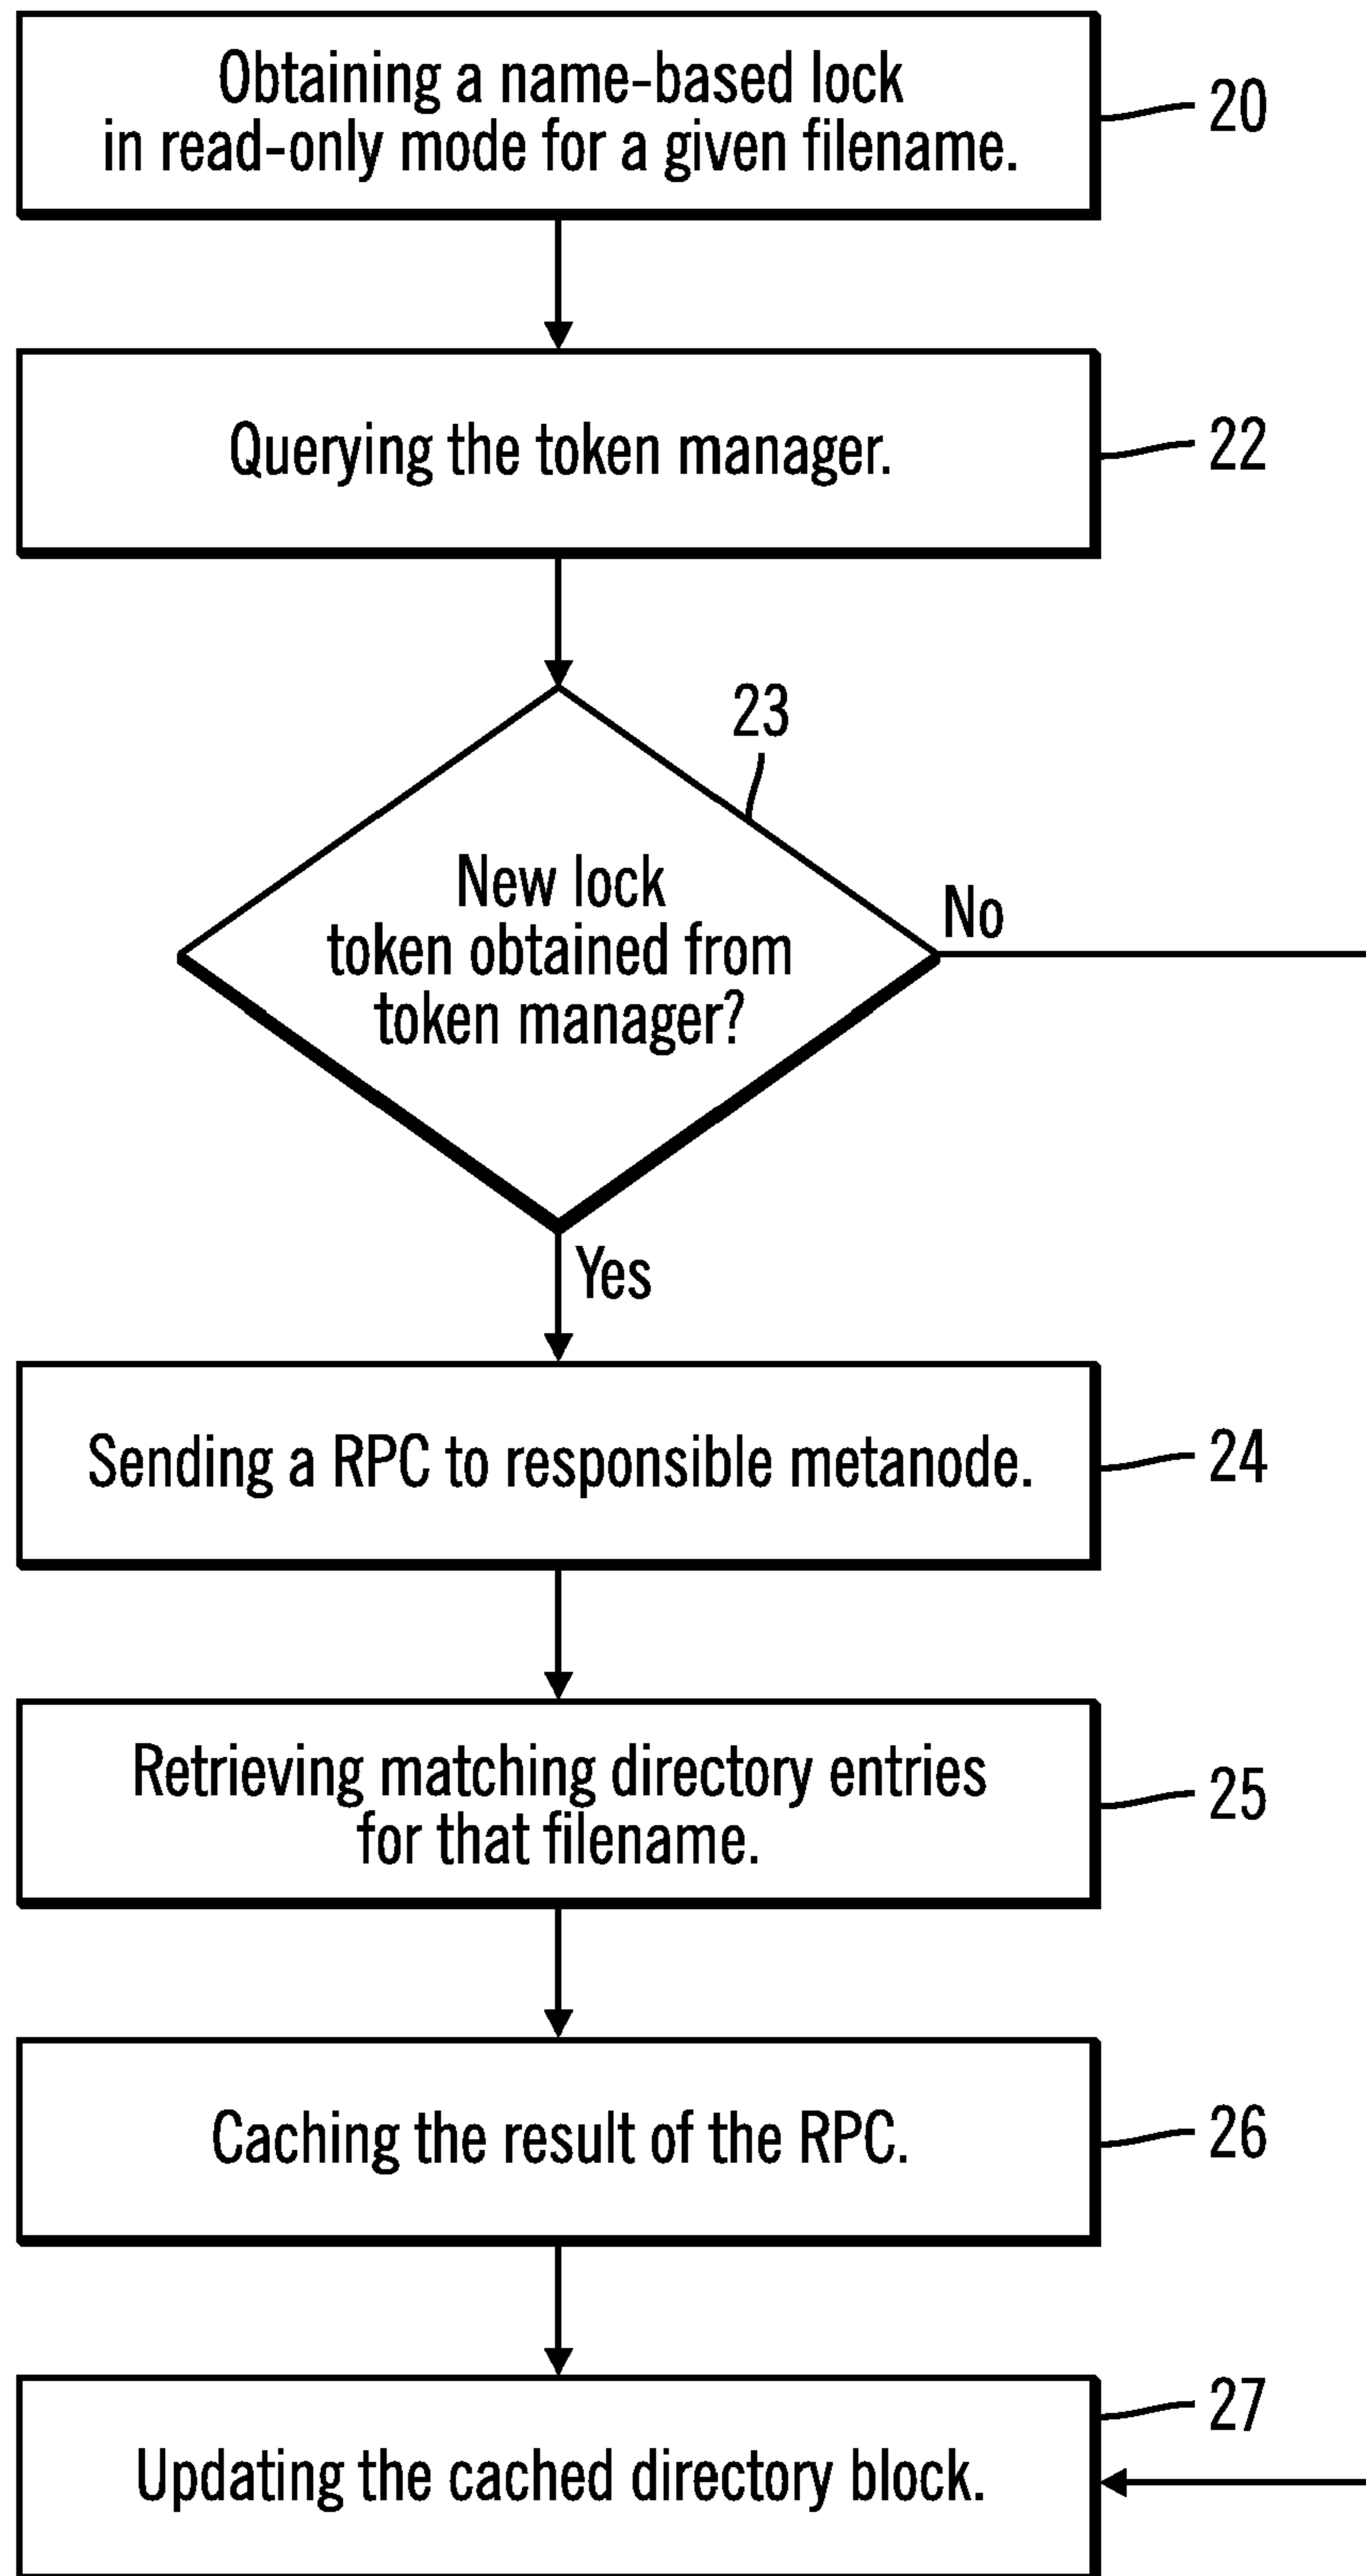 Obtaining a name-based lock
in read-only mode for a given filename.
20
Querying the token manager.
22
23
New lock
token obtained from
token manager?
No
Yes
Sending a RPC to responsible metanode.
24
Retrieving matching directory entries
for that filename.
25
Caching the result of the RPC.
26
27
Updating the cached directory block.